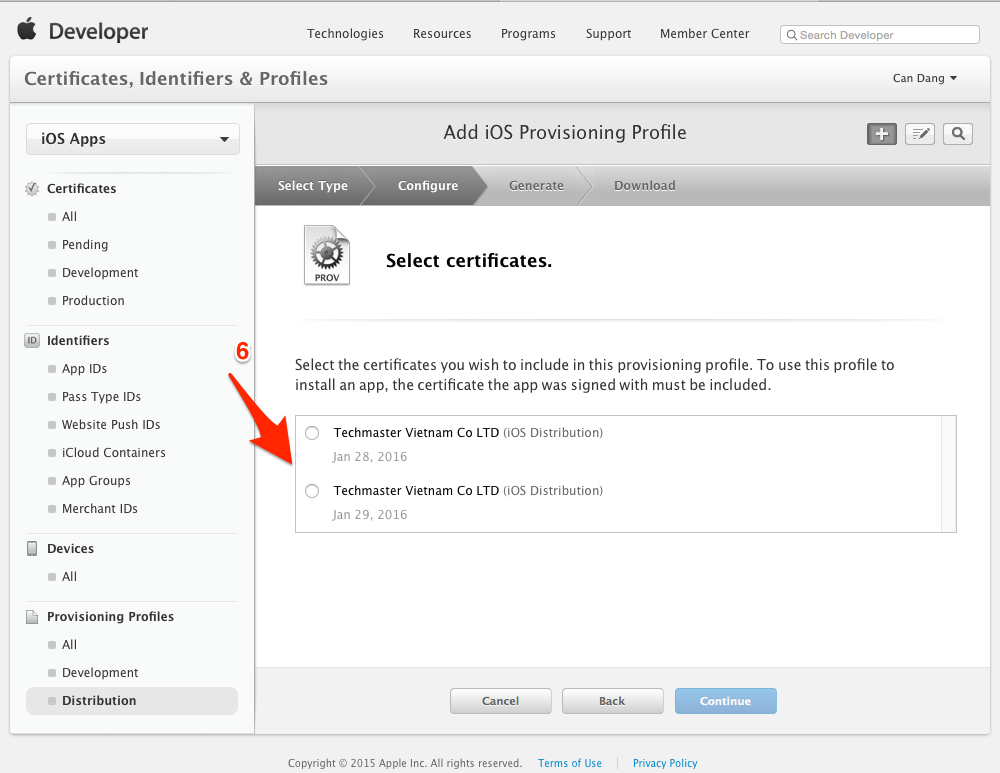 Developer
Technologies
Resources
Programs
Support
Member Center
Search Developer
Certificates, Identifiers & Profiles
Can Dang
iOS Apps
Certificates
All
Pending
Development
Production
ID Identifiers
App IDs
Pass Type IDs
Website Push IDs
iCloud Containers
App Groups
Merchant IDs
Devices
All
Provisioning Profiles
All
Development
Distribution
Add iOS Provisioning Profile
Select Type
Configure
Generate
Download
PROV
Select certificates.
6
Select the certificates you wish to include in this provisioning profile. To use this profile to
install an app, the certificate the app was signed with must be included.
Techmaster Vietnam Co LTD (iOS Distribution)
Jan 28, 2016
Techmaster Vietnam Co LTD (iOS Distribution)
Jan 29, 2016
Cancel
Back
Continue
Copyright © 2015 Apple Inc. All rights reserved.
Terms of Use
Privacy Policy